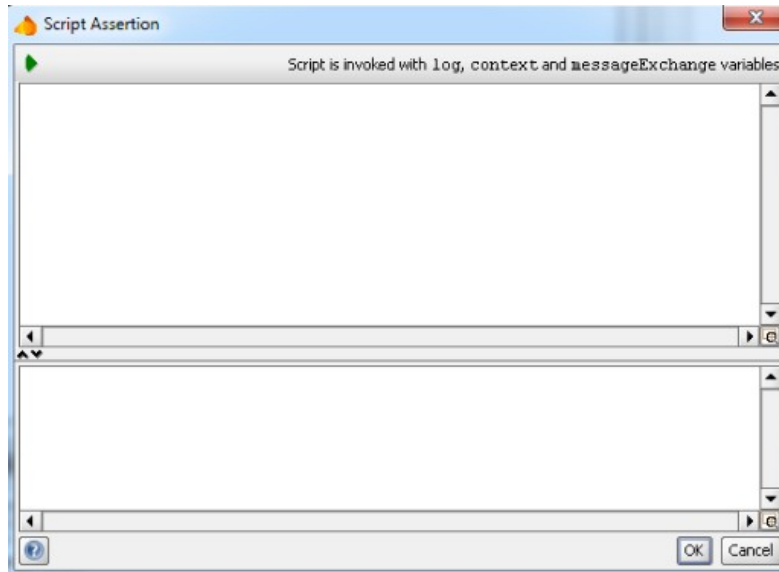 Script Assertion
Script is invoked with log, context and messageExchange variables
OK Cancel